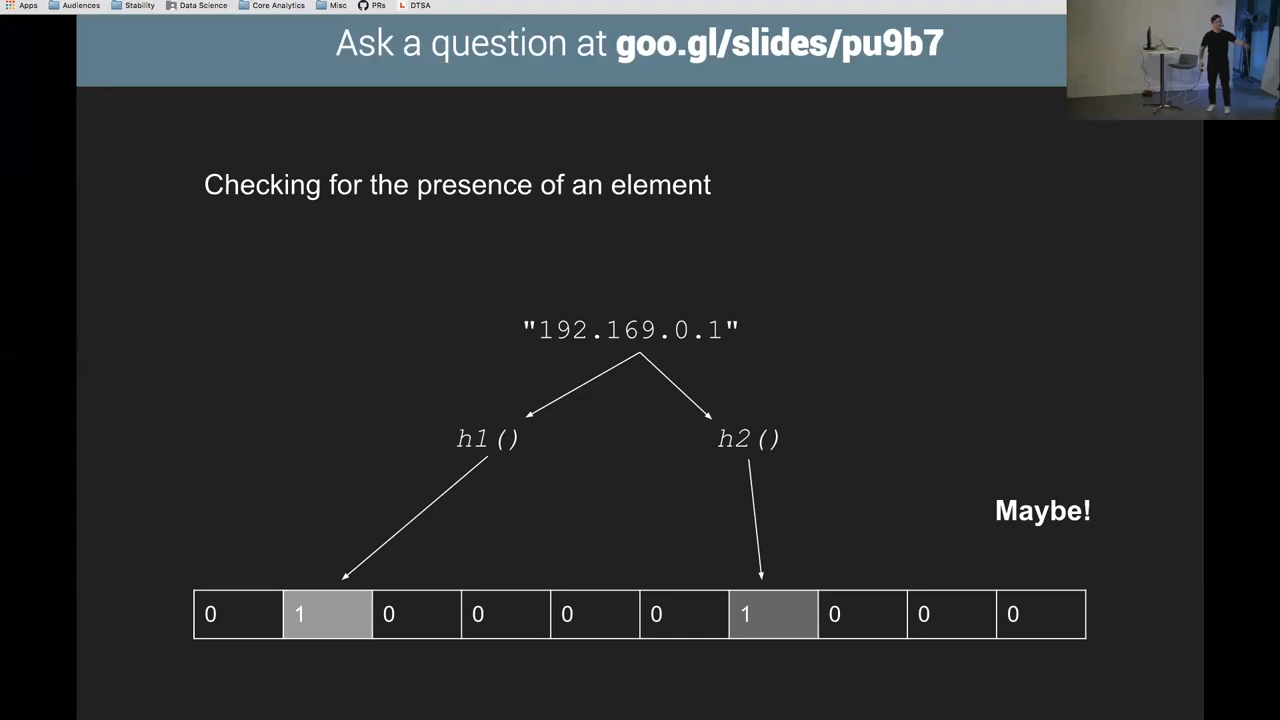 Apps Audiences Stability Data Science Core Analytics Misc PRs DTSA
Ask a question at goo.gl/slides/pu9b7
Checking for the presence of an element
"192.169.0.1"
h1() h2()
Maybe!
0 1 0 0 0 0 1 0 0 0